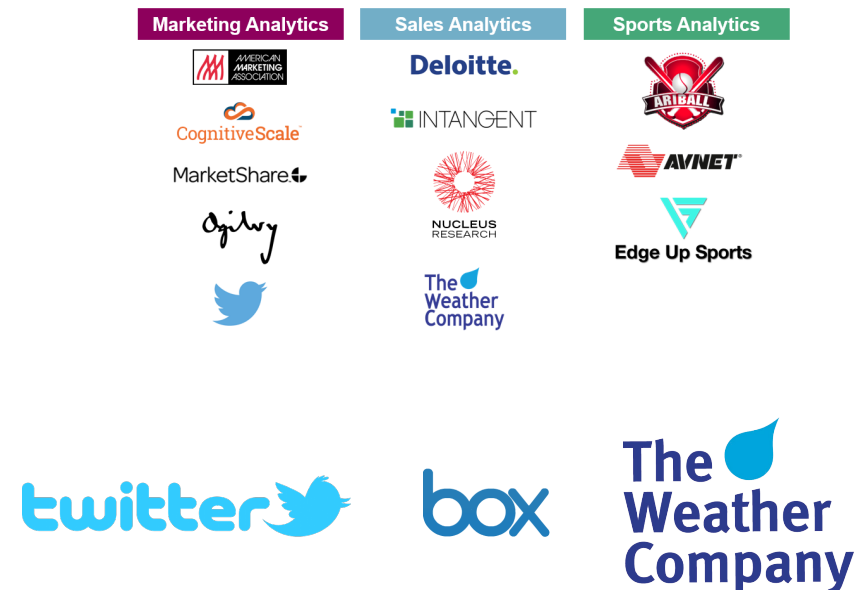 Marketing Analytics
Sales Analytics
Sports Analytics
AMERICAN
MARKETING
ASSOCIATION
CognitiveScale™
MarketShare.
Ogilvy
Deloitte.
INTANGENT
NUCLEUS
RESEARCH
The
Weather
Company
ARIBALL
AVNET®
Edge Up Sports
twitter
box
The
Weather
Company